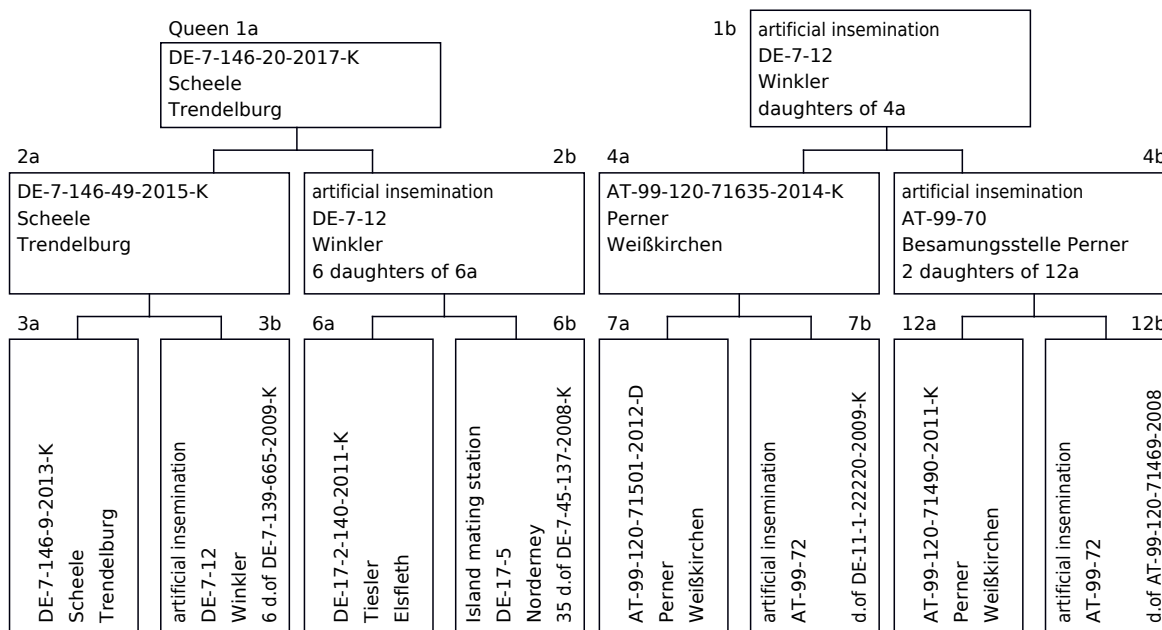 Queen 1a
DE-7-146-20-2017-K
Scheele
Trendelburg
1b
artificial insemination
DE-7-12
Winkler
daughters of 4a
2a
DE-7-146-49-2015-K
Scheele
Trendelburg
2b
artificial insemination
DE-7-12
Winkler
6 daughters of 6a
4a
AT-99-120-71635-2014-K
Perner
Weißkirchen
4b
artificial insemination
AT-99-70
Besamungsstelle Perner
2 daughters of 12a
3a
DE-7-146-9-2013-K
Scheele
Trendelburg
3b
artificial insemination
DE-7-12
Winkler
6 d.of DE-7-139-665-2009-K
6a
DE-17-2-140-2011-K
Tiesler
Elsfleth
6b
Island mating station
DE-17-5
Norderney
35 d.of DE-7-45-137-2008-K
7a
AT-99-120-71501-2012-D
Perner
Weißkirchen
7b
artificial insemination
AT-99-72
d.of DE-11-1-22220-2009-K
12a
AT-99-120-71490-2011-K
Perner
Weißkirchen
12b
artificial insemination
AT-99-72
d.of AT-99-120-71469-2008